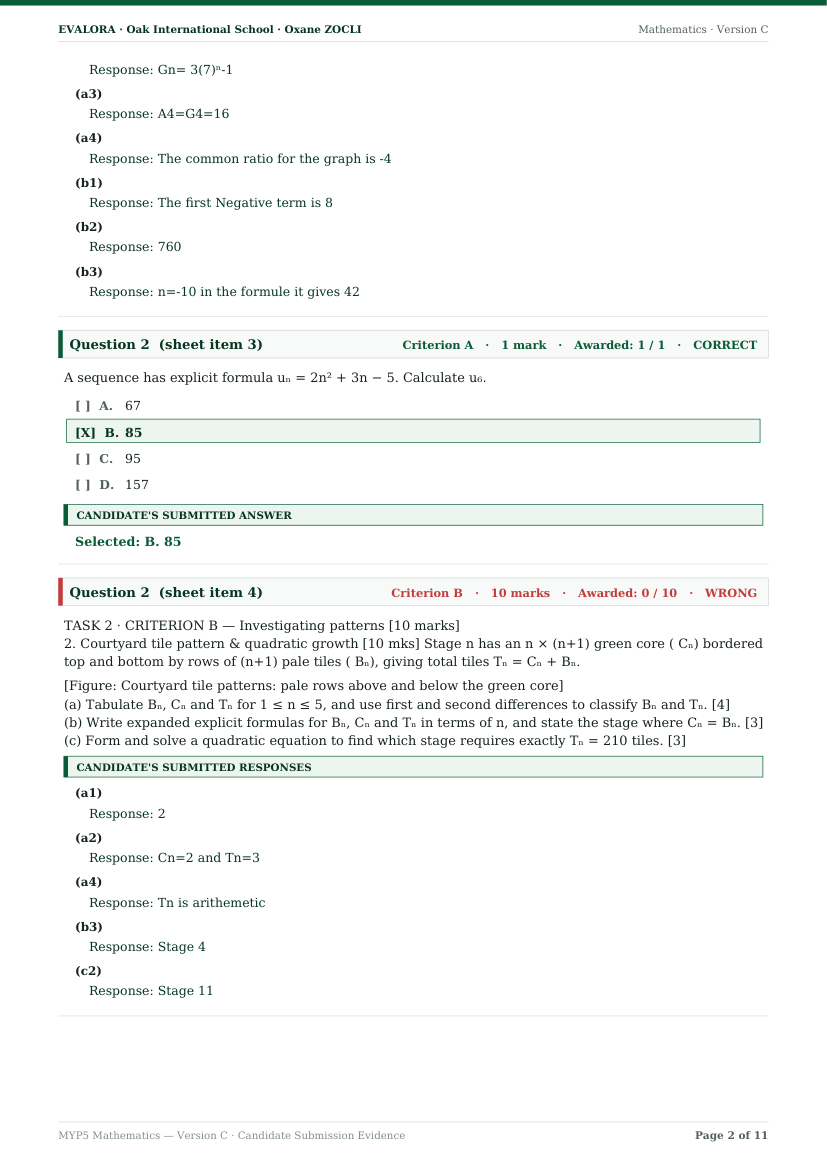 EVALORA · Oak International School · Oxane ZOCLI
Mathematics · Version C
Response: Gn= 3(7)ⁿ-1
(a3)
Response: A4=G4=16
(a4)
Response: The common ratio for the graph is -4
(b1)
Response: The first Negative term is 8
(b2)
Response: 760
(b3)
Response: n=-10 in the formule it gives 42
Question 2 (sheet item 3)
Criterion A · 1 mark · Awarded: 1 / 1 · CORRECT
A sequence has explicit formula uₙ = 2n² + 3n − 5. Calculate u₆.
[ ] A. 67
[X] B. 85
[ ] C. 95
[ ] D. 157
CANDIDATE'S SUBMITTED ANSWER
Selected: B. 85
Question 2 (sheet item 4)
Criterion B · 10 marks · Awarded: 0 / 10 · WRONG
TASK 2 · CRITERION B — Investigating patterns [10 marks]
2. Courtyard tile pattern & quadratic growth [10 mks] Stage n has an n × (n+1) green core ( Cₙ) bordered
top and bottom by rows of (n+1) pale tiles ( Bₙ), giving total tiles Tₙ = Cₙ + Bₙ.
[Figure: Courtyard tile patterns: pale rows above and below the green core]
(a) Tabulate Bₙ, Cₙ and Tₙ for 1 ≤ n ≤ 5, and use first and second differences to classify Bₙ and Tₙ. [4]
(b) Write expanded explicit formulas for Bₙ, Cₙ and Tₙ in terms of n, and state the stage where Cₙ = Bₙ. [3]
(c) Form and solve a quadratic equation to find which stage requires exactly Tₙ = 210 tiles. [3]
CANDIDATE'S SUBMITTED RESPONSES
(a1)
Response: 2
(a2)
Response: Cn=2 and Tn=3
(a4)
Response: Tn is arithemetic
(b3)
Response: Stage 4
(c2)
Response: Stage 11
MYP5 Mathematics — Version C · Candidate Submission Evidence
Page 2 of 11